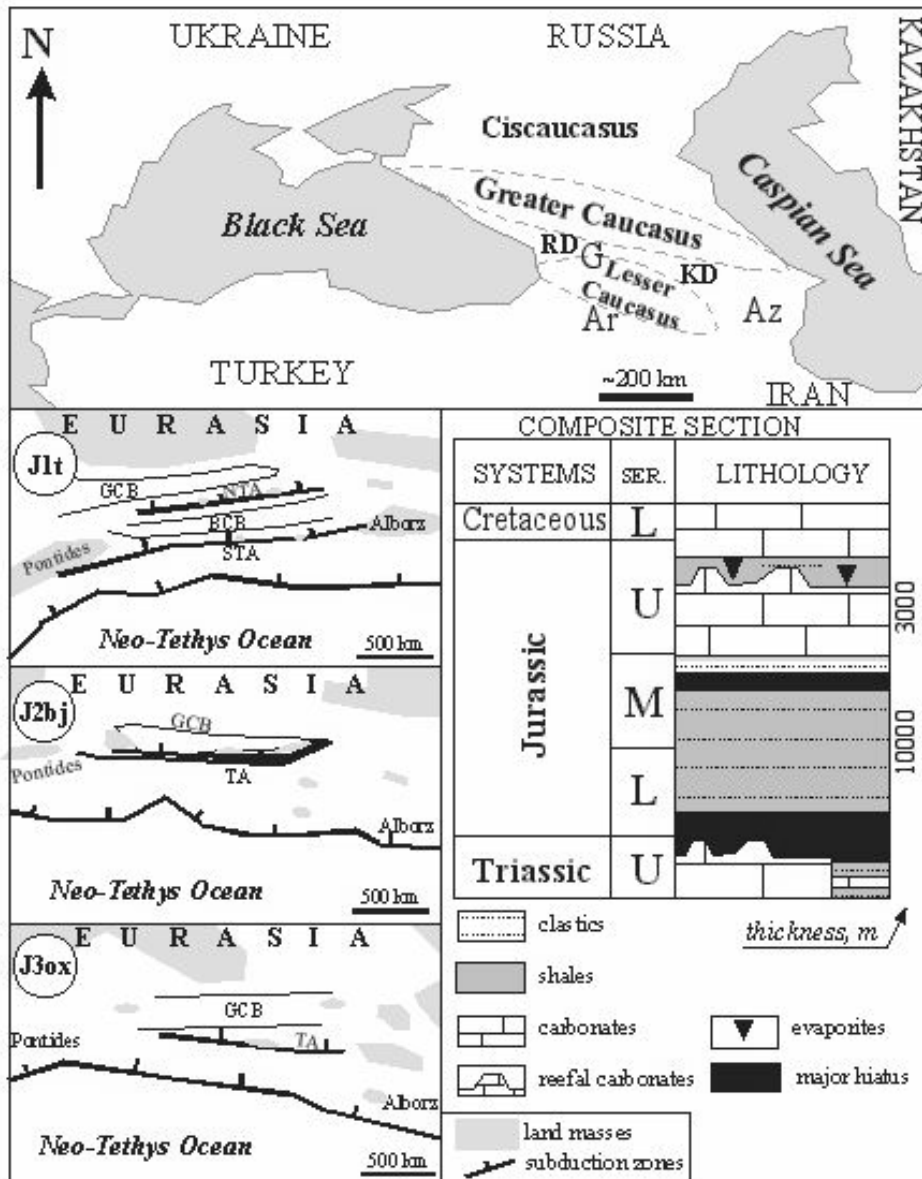 N
UKRAINE
RUSSIA
KAZAKHSTAN
Ciscaucasus
Greater Caucasus
Black Sea
Caspian Sea
RD
G
KD
Lesser
Caucasus
Ar
Az
TURKEY
~200 km
IRAN
E U R A S I A
J1t
GCB
NTA
BCB
Alborz
Pontides
STA
Neo-Tethys Ocean
500 km
E U R A S I A
J2bj
GCB
Pontides
TA
Alborz
Neo-Tethys Ocean
500 km
E U R A S I A
J3ox
GCB
Pontides
TA
Alborz
Neo-Tethys Ocean
500 km
COMPOSITE SECTION
SYSTEMS SER. LITHOLOGY
Cretaceous L
Jurassic
U
M
L
Triassic U
3000
10000
thickness, m
clastics
shales
carbonates
evaporites
reefal carbonates
major hiatus
land masses
subduction zones